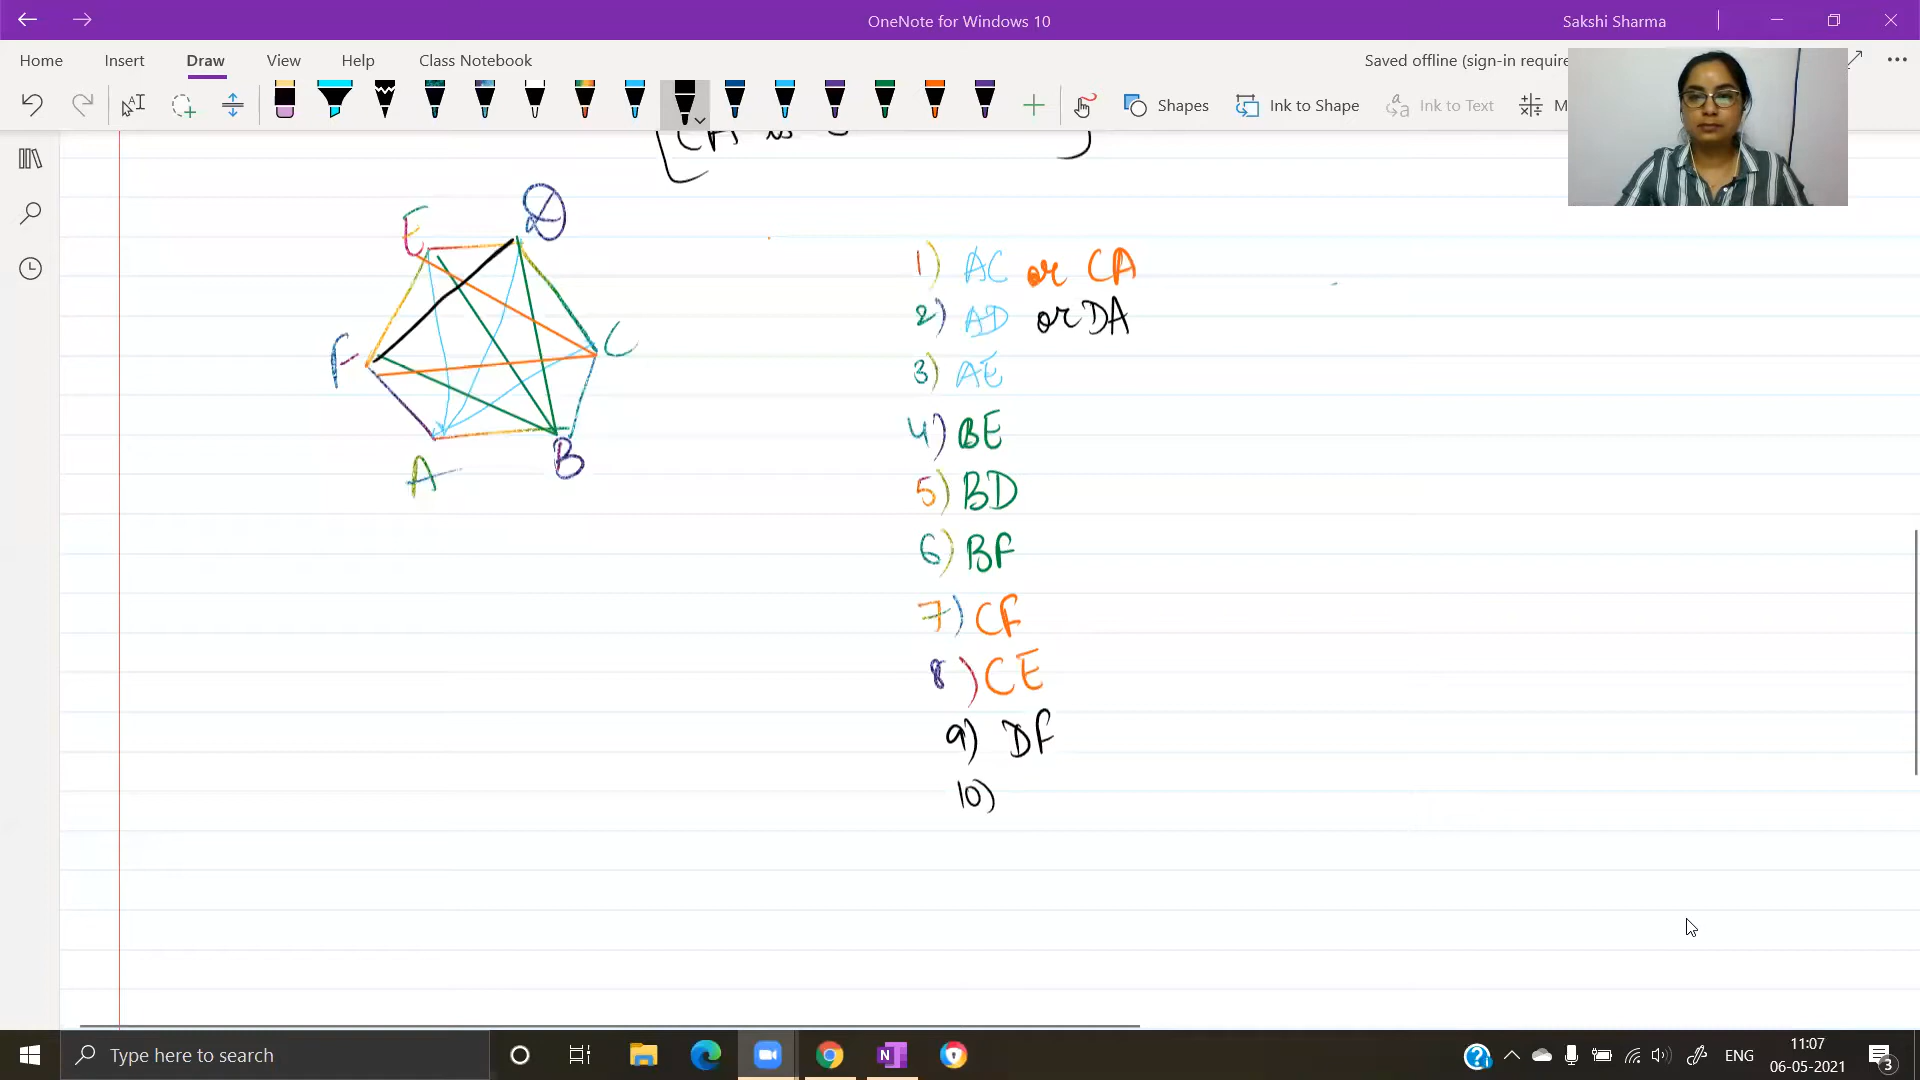 OneNote for Windows 10
Sakshi Sharma
Home Insert Draw View Help Class Notebook
Saved offline (sign-in require
Shapes Ink to Shape Ink to Text M
E
D
F
C
A
B
1) AC or CA
2) AD or DA
3) AE
4) BE
5) BD
6) BF
7) CF
8) CE
9) DF
10)
Type here to search
ENG
11:07
06-05-2021
3